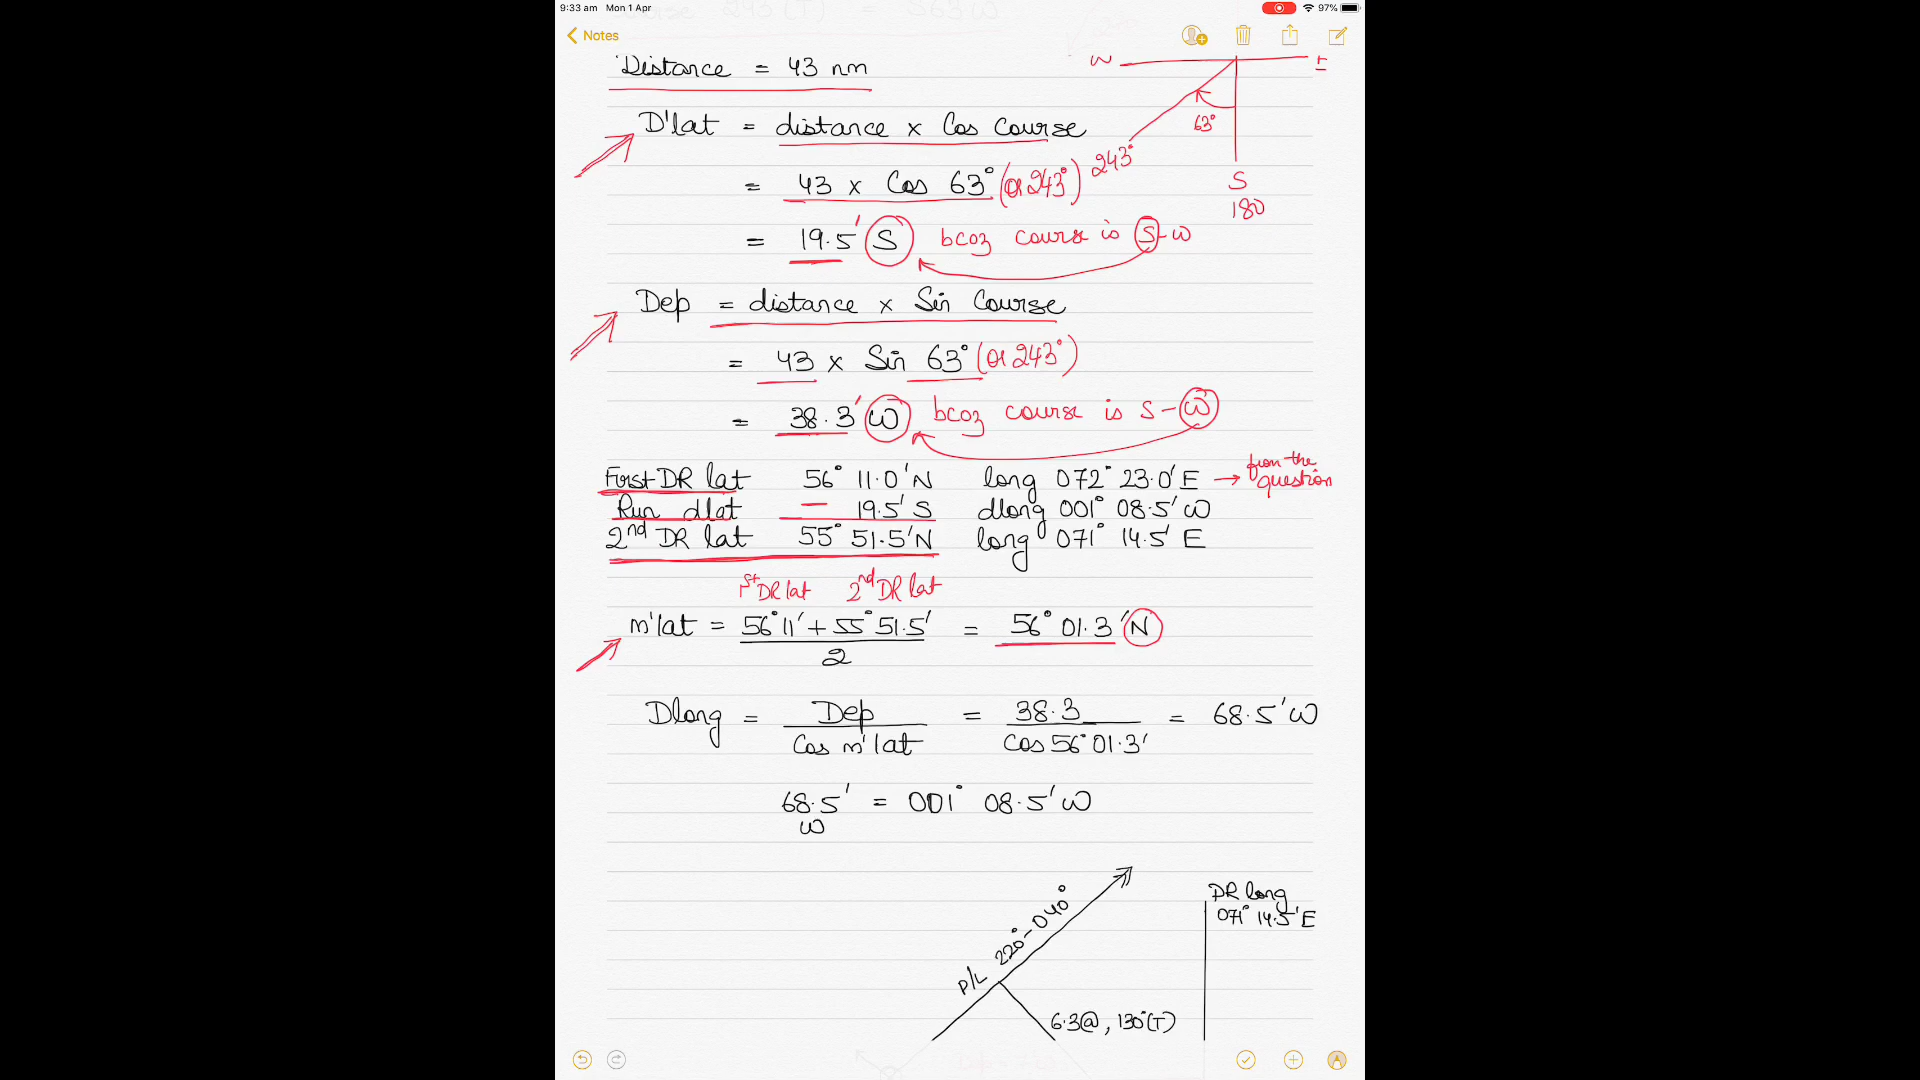 9:33 am Mon 1 Apr 97%
Notes
Distance = 43 nm
W E
D'lat = distance x Cos Course
63°
= 43 x Cos 63° (or 243°) 243°
S
180
= 19.5' S bcoz course is S-W
Dep = distance x Sin Course
= 43 x Sin 63° (or 243°)
= 38.3' W bcoz course is S-W
First DR lat 56° 11.0'N long 072° 23.0'E → from the question
Run dlat 19.5' S dlong 001° 08.5' W
2nd DR lat 55° 51.5'N long 071° 14.5' E
1st DR lat 2nd DR lat
m'lat = 56° 11' + 55° 51.5' = 56° 01.3' N
2
Dlong = Dep = 38.3 = 68.5' W
Cos m'lat Cos 56° 01.3'
68.5' = 001° 08.5' W
W
DR long
071° 14.5' E
P/L 220° - 040°
6.3@, 130°(T)